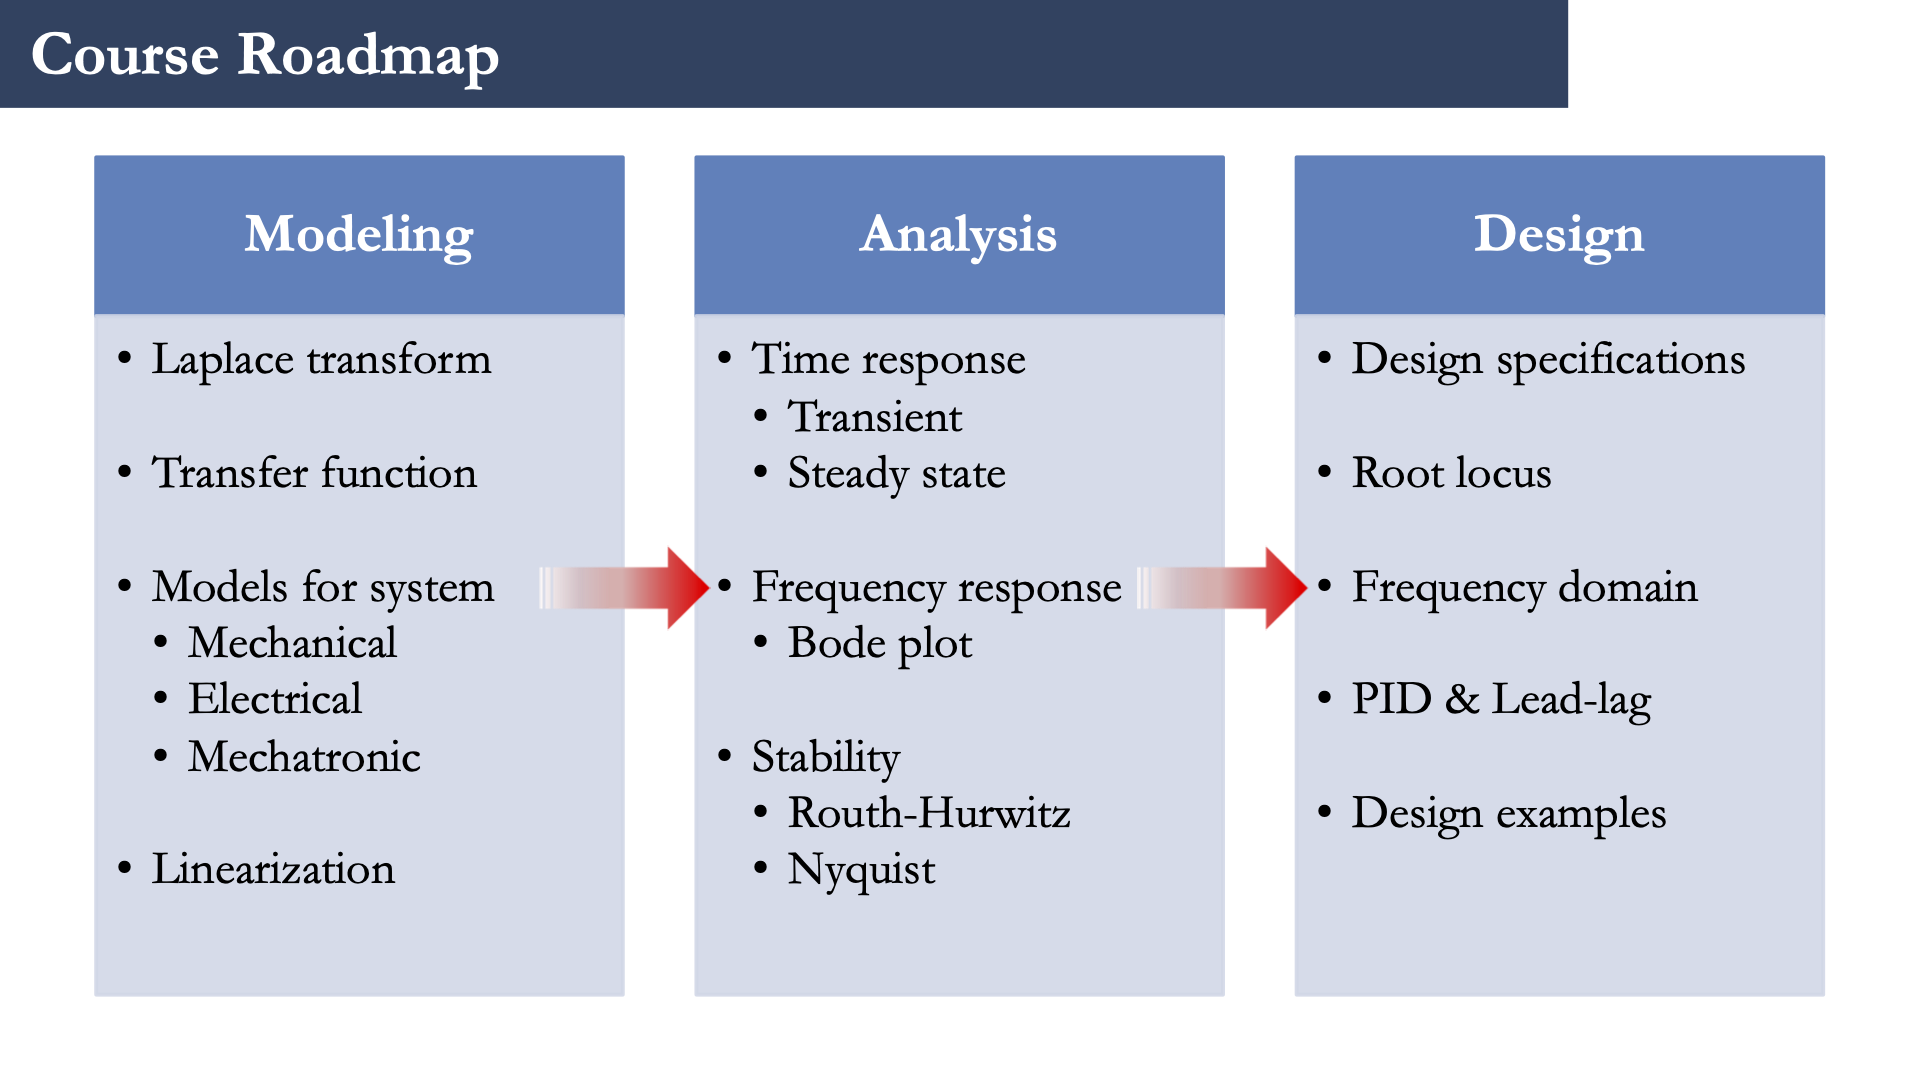 Course Roadmap
Modeling
• Laplace transform
• Transfer function
• Models for system
• Mechanical
• Electrical
• Mechatronic
• Linearization
Analysis
• Time response
• Transient
• Steady state
• Frequency response
• Bode plot
• Stability
• Routh-Hurwitz
• Nyquist
Design
• Design specifications
• Root locus
• Frequency domain
• PID & Lead-lag
• Design examples